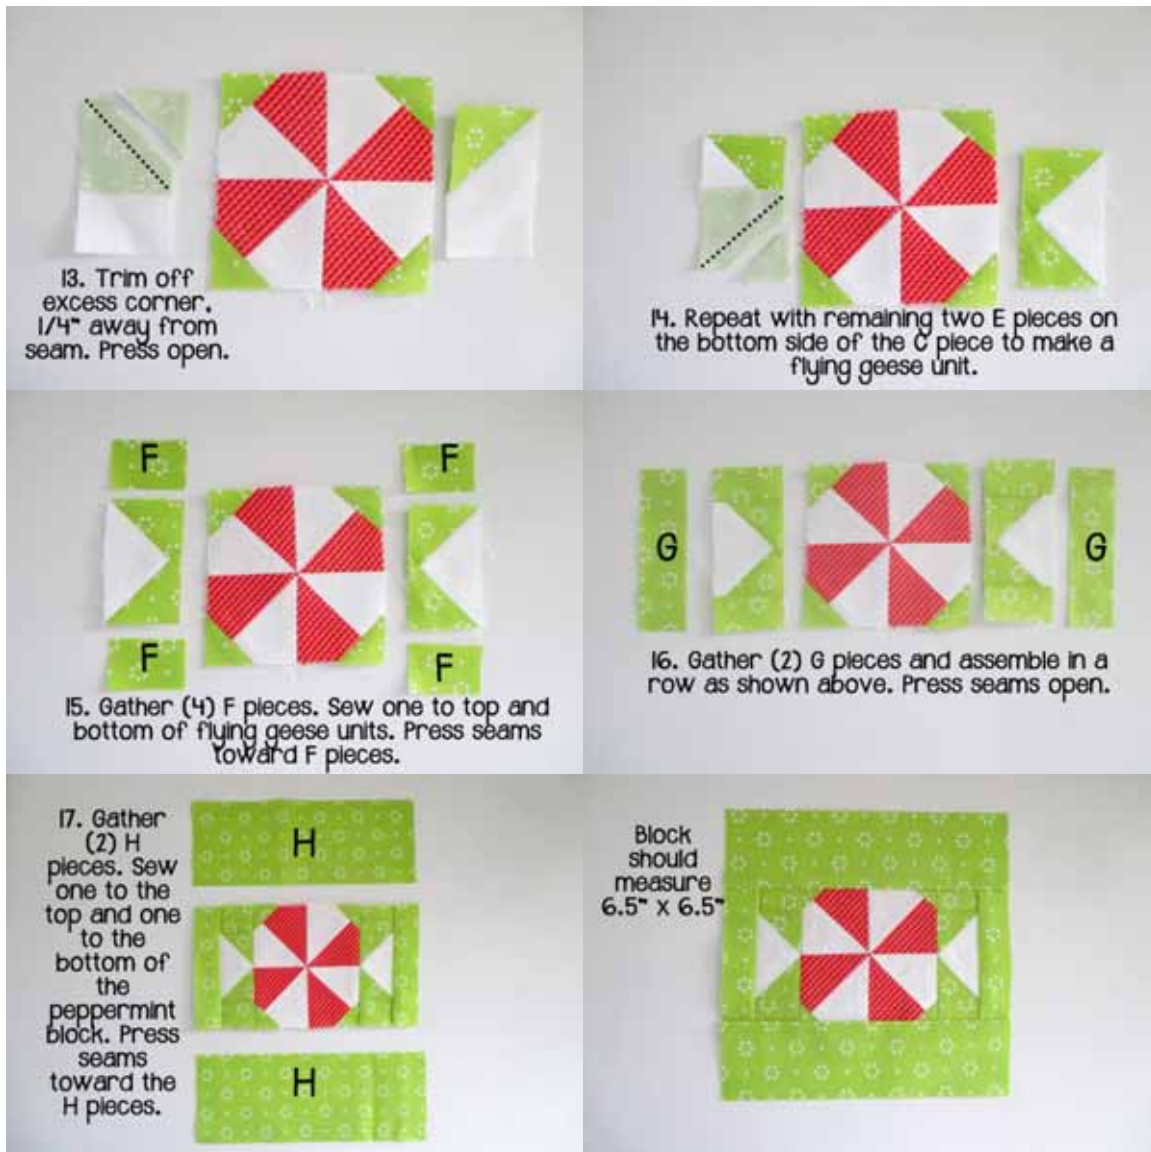 13. Trim off
excess corner,
1/4" away from
seam. Press open.
14. Repeat with remaining two E pieces on
the bottom side of the C piece to make a
flying geese unit.
F
F
F
F
15. Gather (4) F pieces. Sew one to top and
bottom of flying geese units. Press seams
toward F pieces.
G
G
16. Gather (2) G pieces and assemble in a
row as shown above. Press seams open.
17. Gather
(2) H
pieces. Sew
one to the
top and one
to the
bottom of
the
peppermint
block. Press
seams
toward the
H pieces.
H
H
Block
should
measure
6.5" x 6.5"